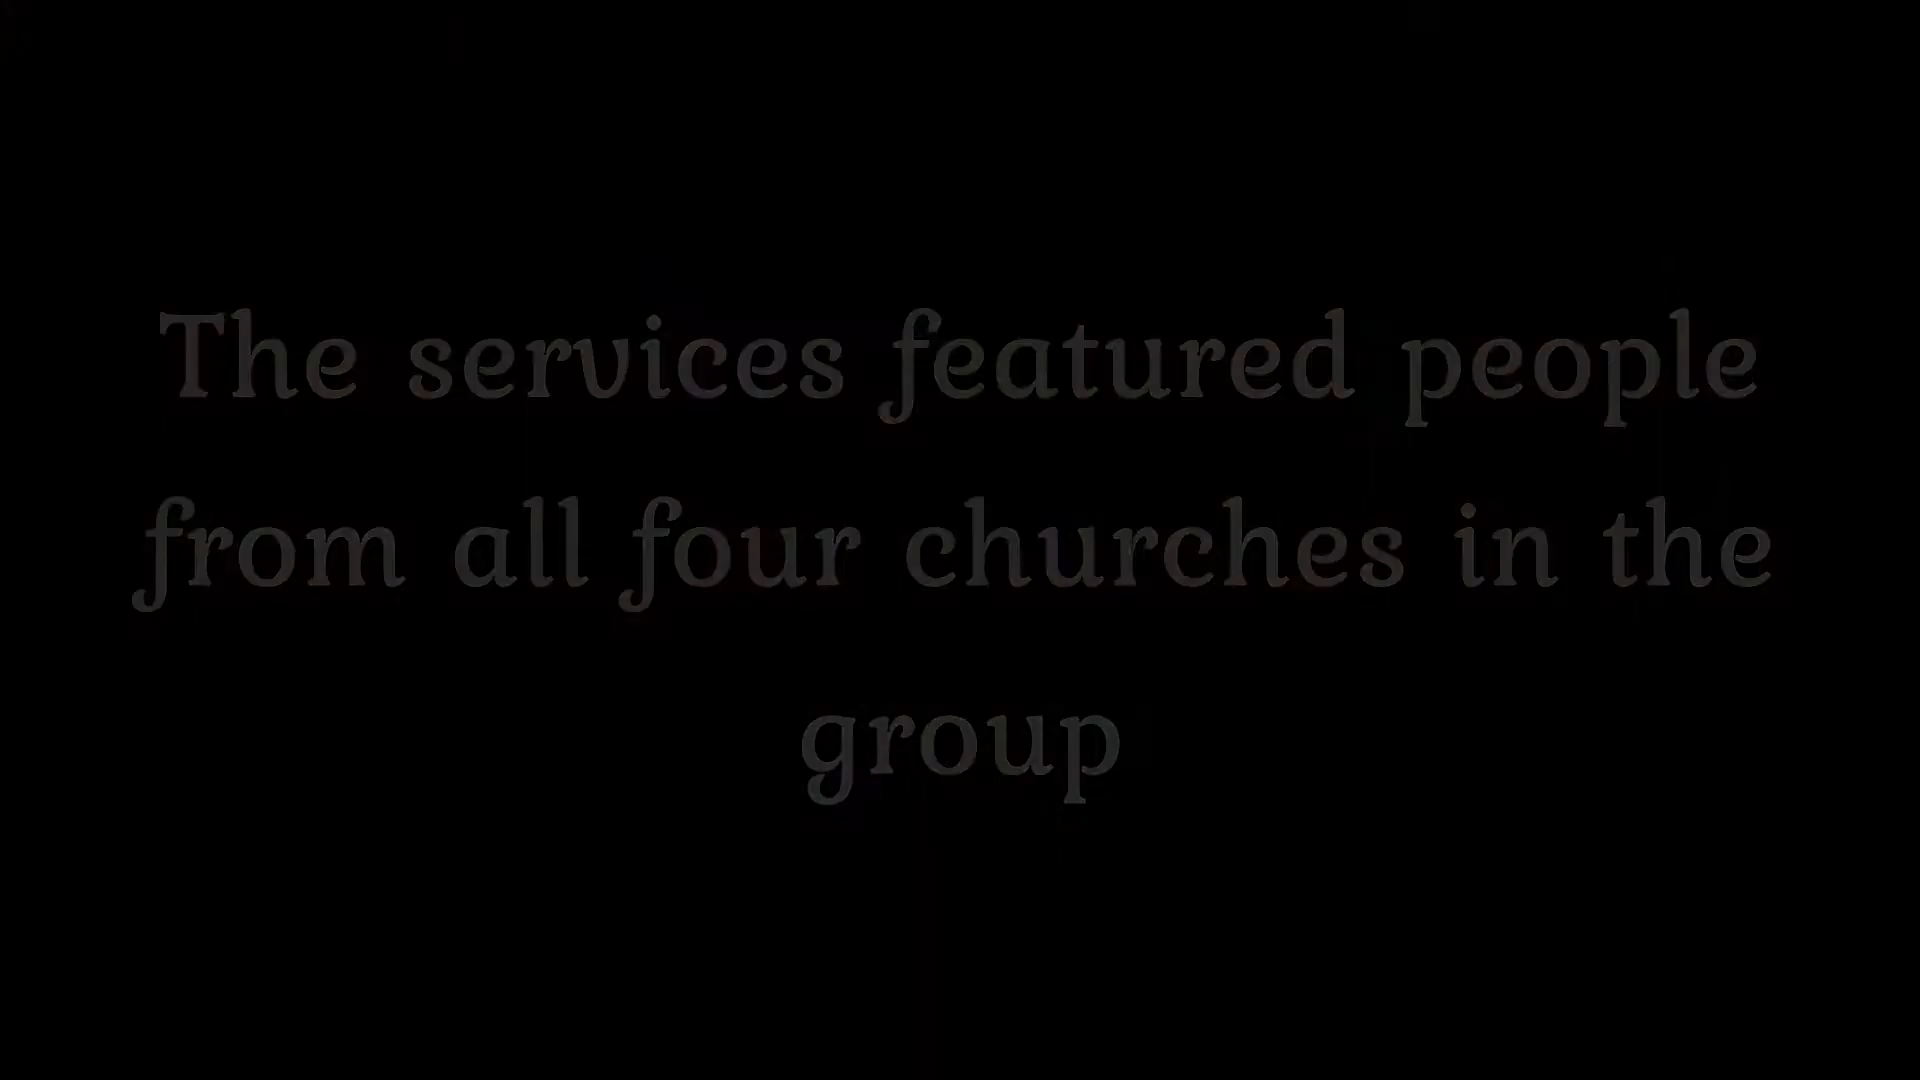 The services featured people
from all four churches in the
group